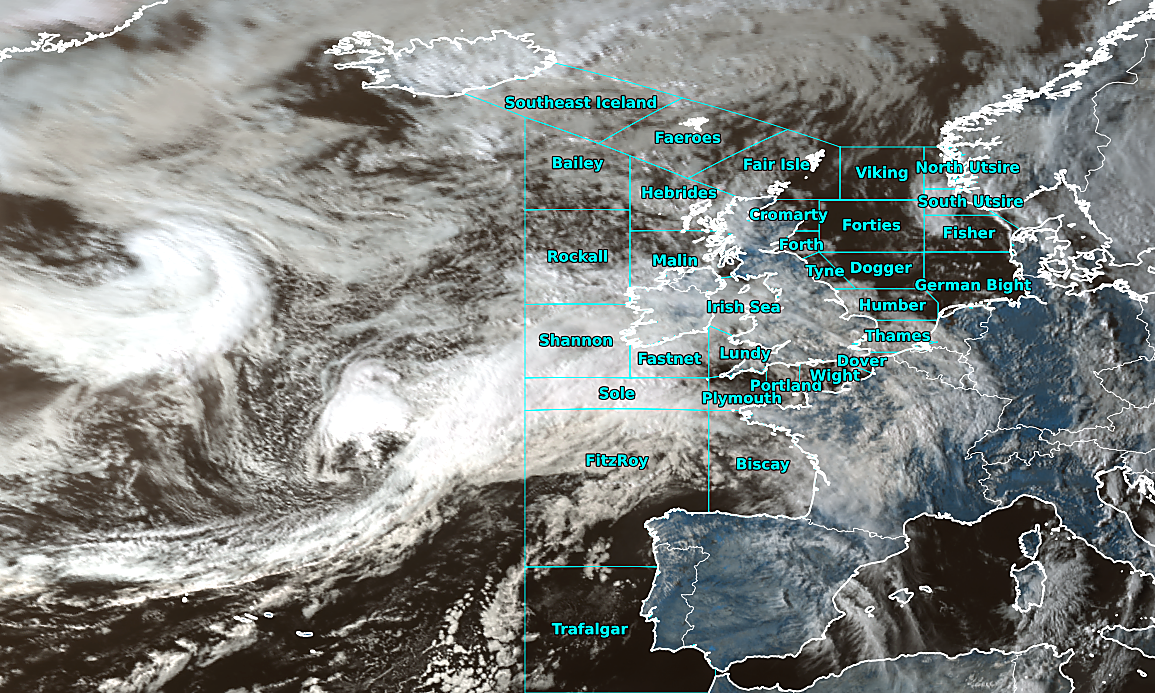 Southeast Iceland
Faeroes
Bailey
Fair Isle
Viking
North Utsire
Hebrides
South Utsire
Cromarty
Forties
Fisher
Forth
Rockall
Malin
Tyne
Dogger
German Bight
Irish Sea
Humber
Shannon
Thames
Fastnet
Lundy
Dover
Wight
Portland
Sole
Plymouth
FitzRoy
Biscay
Trafalgar